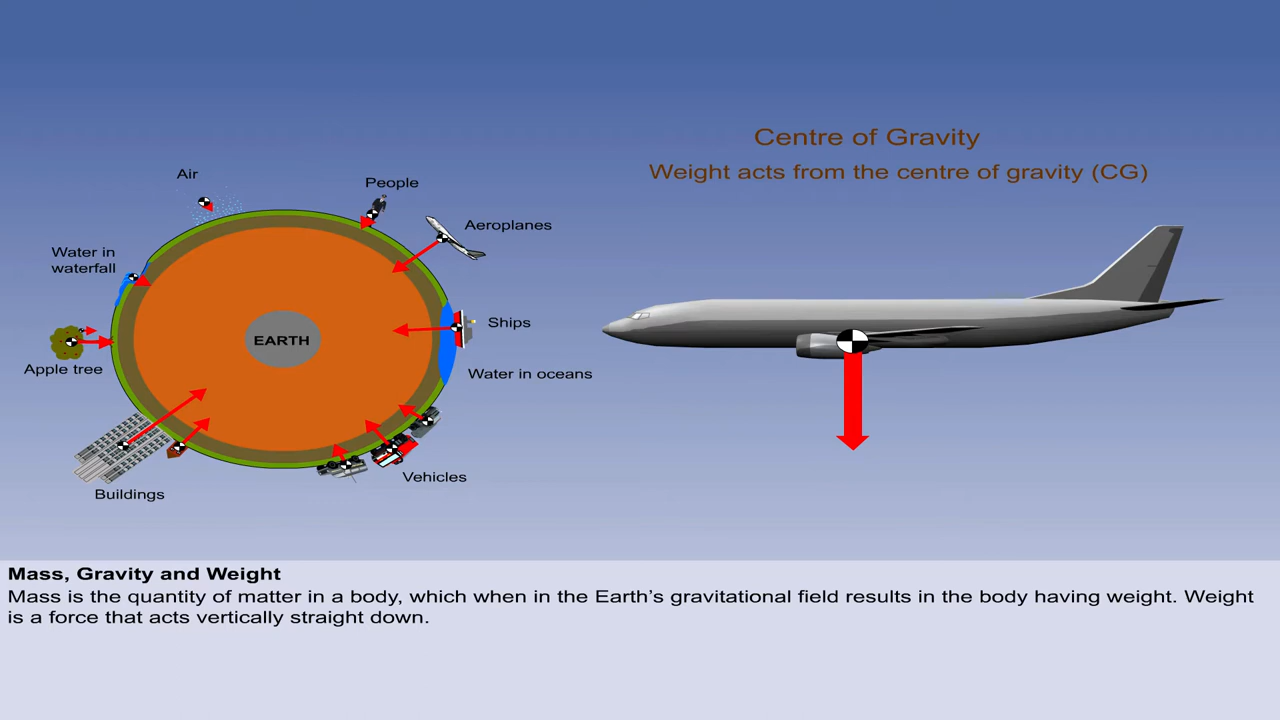 Centre of Gravity
Weight acts from the centre of gravity (CG)
Air
People
Aeroplanes
Water in
waterfall
Ships
EARTH
Apple tree
Water in oceans
Vehicles
Buildings
Mass, Gravity and Weight
Mass is the quantity of matter in a body, which when in the Earth’s gravitational field results in the body having weight. Weight
is a force that acts vertically straight down.